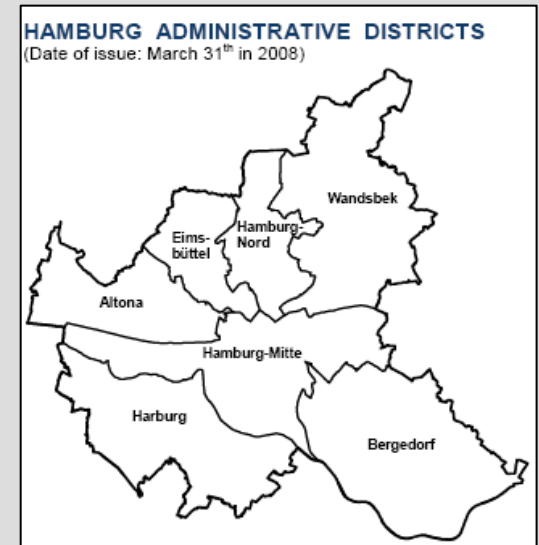 HAMBURG ADMINISTRATIVE DISTRICTS
(Date of issue: March 31th in 2008)
Wandsbek
Hamburg-
Nord
Eims-
büttel
Altona
Hamburg-Mitte
Harburg
Bergedorf